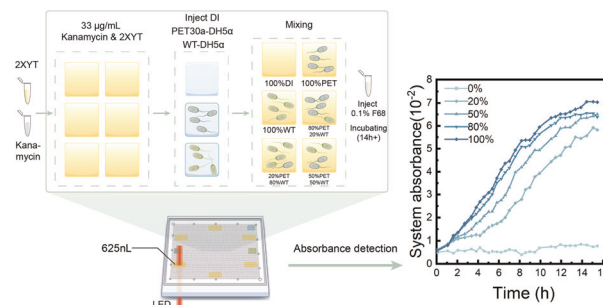 33 μg/mL
Kanamycin & 2XYT
Inject DI
PET30a-DH5α
WT-DH5α
Mixing
2XYT
Kana-
mycin
100%DI
100%PET
100%WT
80%PET
20%WT
20%PET
80%WT
50%PET
50%WT
Inject
0.1% F68
Incubating
(14h+)
625nL
LED
Absorbance detection
System absorbance(10⁻²)
8
7
6
5
4
3
2
1
0
0%
20%
50%
80%
100%
0 2 4 6 8 10 12 14 1
Time (h)